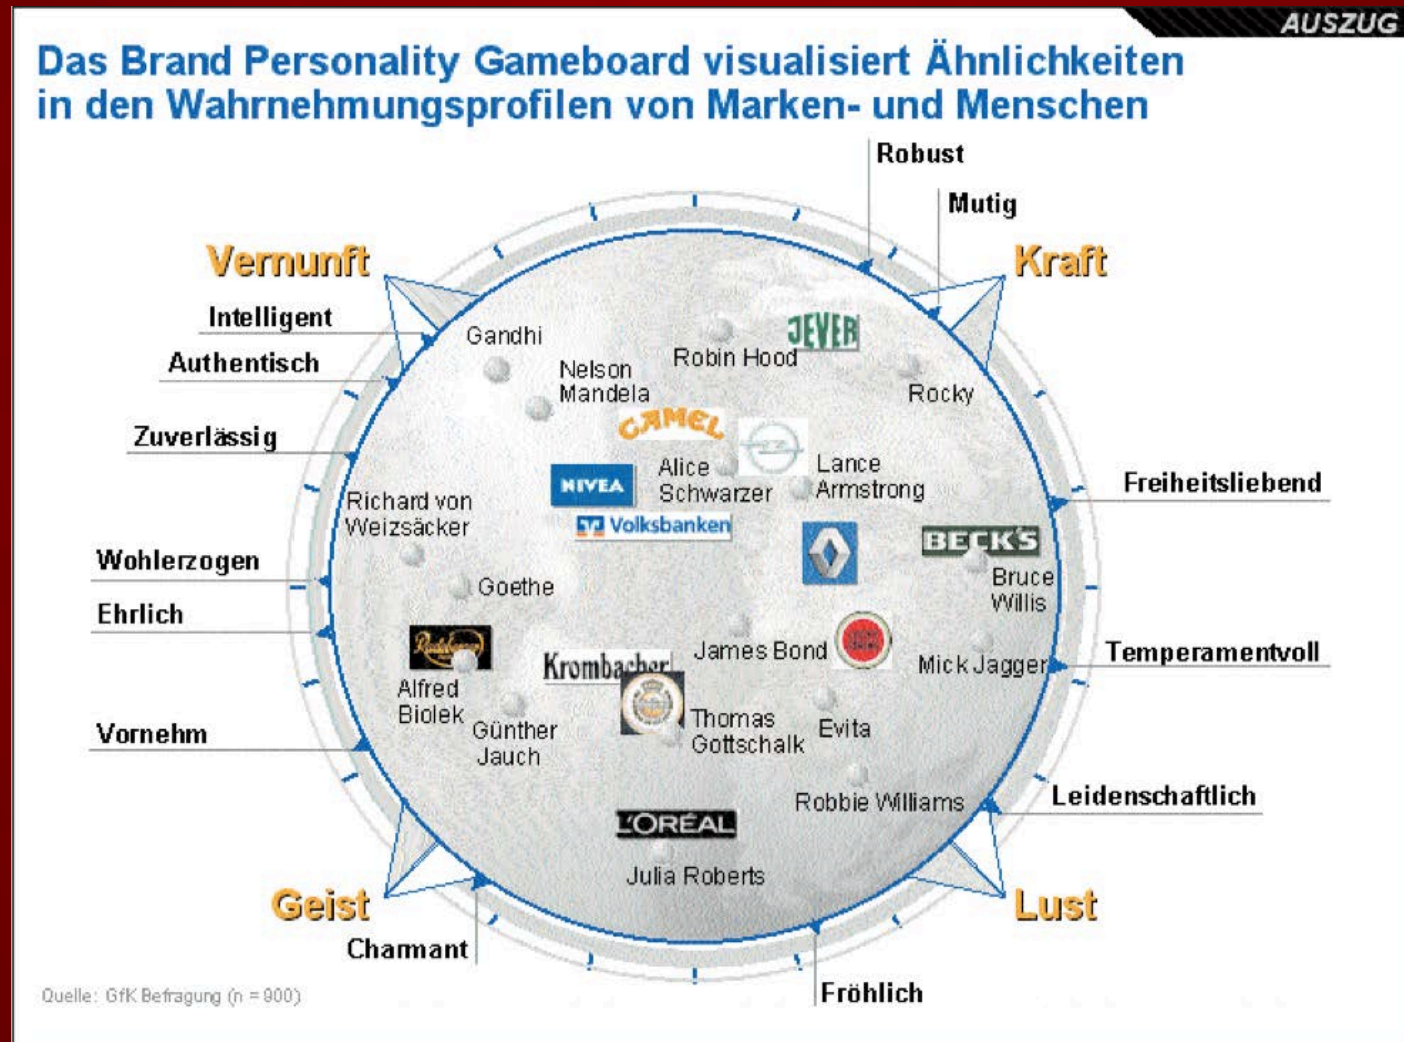 AUSZUG
Das Brand Personality Gameboard visualisiert Ähnlichkeiten
in den Wahrnehmungsprofilen von Marken- und Menschen
Robust
Mutig
Vernunft
Kraft
Intelligent
Authentisch
Zuverlässig
Wohlerzogen
Ehrlich
Vornehm
Gandhi
Nelson
Mandela
Robin Hood
JEVER
Rocky
CAMEL
NIVEA
Alice
Schwarzer
Lance
Armstrong
Volksbanken
Richard von
Weizsäcker
Goethe
BECK'S
Bruce
Willis
Freiheitsliebend
Temperamentvoll
Leidenschaftlich
Alfred
Biolek
Günther
Jauch
Krombacher
James Bond
Mick Jagger
Thomas
Gottschalk
Evita
Robbie Williams
L'ORÉAL
Julia Roberts
Geist
Lust
Charmant
Fröhlich
Quelle: GfK Befragung (n = 900)